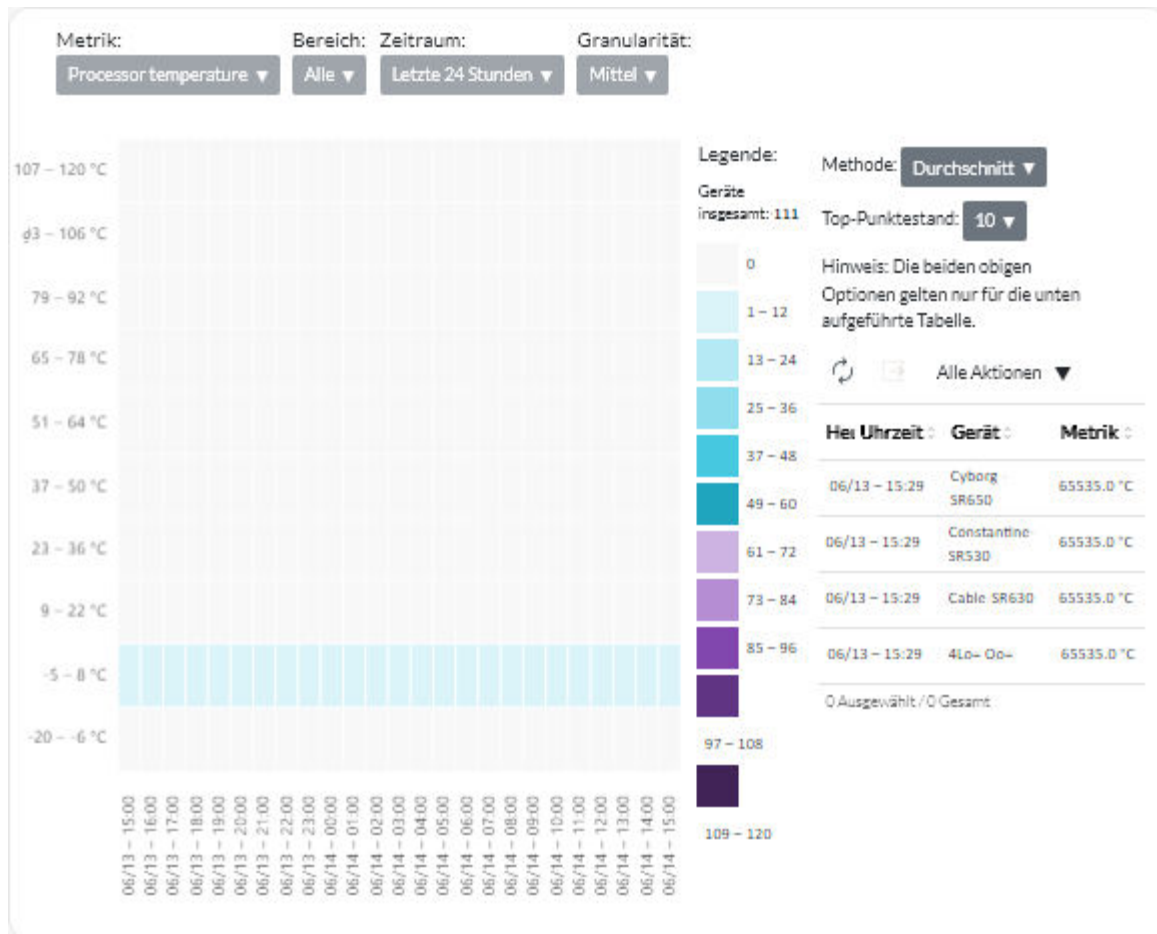 Metrik: Bereich: Zeitraum: Granularität:
Processor temperature ▼ Alle ▼ Letzte 24 Stunden ▼ Mittel ▼
107 – 120 °C
93 – 106 °C
79 – 92 °C
65 – 78 °C
51 – 64 °C
37 – 50 °C
23 – 36 °C
9 – 22 °C
-5 – 8 °C
-20 – -6 °C
06/13 – 15:00
06/13 – 16:00
06/13 – 17:00
06/13 – 18:00
06/13 – 19:00
06/13 – 20:00
06/13 – 21:00
06/13 – 22:00
06/13 – 23:00
06/14 – 00:00
06/14 – 01:00
06/14 – 02:00
06/14 – 03:00
06/14 – 04:00
06/14 – 05:00
06/14 – 06:00
06/14 – 07:00
06/14 – 08:00
06/14 – 09:00
06/14 – 10:00
06/14 – 11:00
06/14 – 12:00
06/14 – 13:00
06/14 – 14:00
06/14 – 15:00
Legende:
Geräte
insgesamt: 111
0
1 – 12
13 – 24
25 – 36
37 – 48
49 – 60
61 – 72
73 – 84
85 – 96
97 – 108
109 – 120
Methode: Durchschnitt ▼
Top-Punktestand: 10 ▼
Hinweis: Die beiden obigen
Optionen gelten nur für die unten
aufgeführte Tabelle.
Alle Aktionen ▼
Uhrzeit Gerät Metrik
06/13 – 15:29 Cyborg 65535.0 °C
SR650
06/13 – 15:29 Constantine- 65535.0 °C
SR530
06/13 – 15:29 Cable-SR630 65535.0 °C
06/13 – 15:29 65535.0 °C
0 Ausgewählt / 0 Gesamt